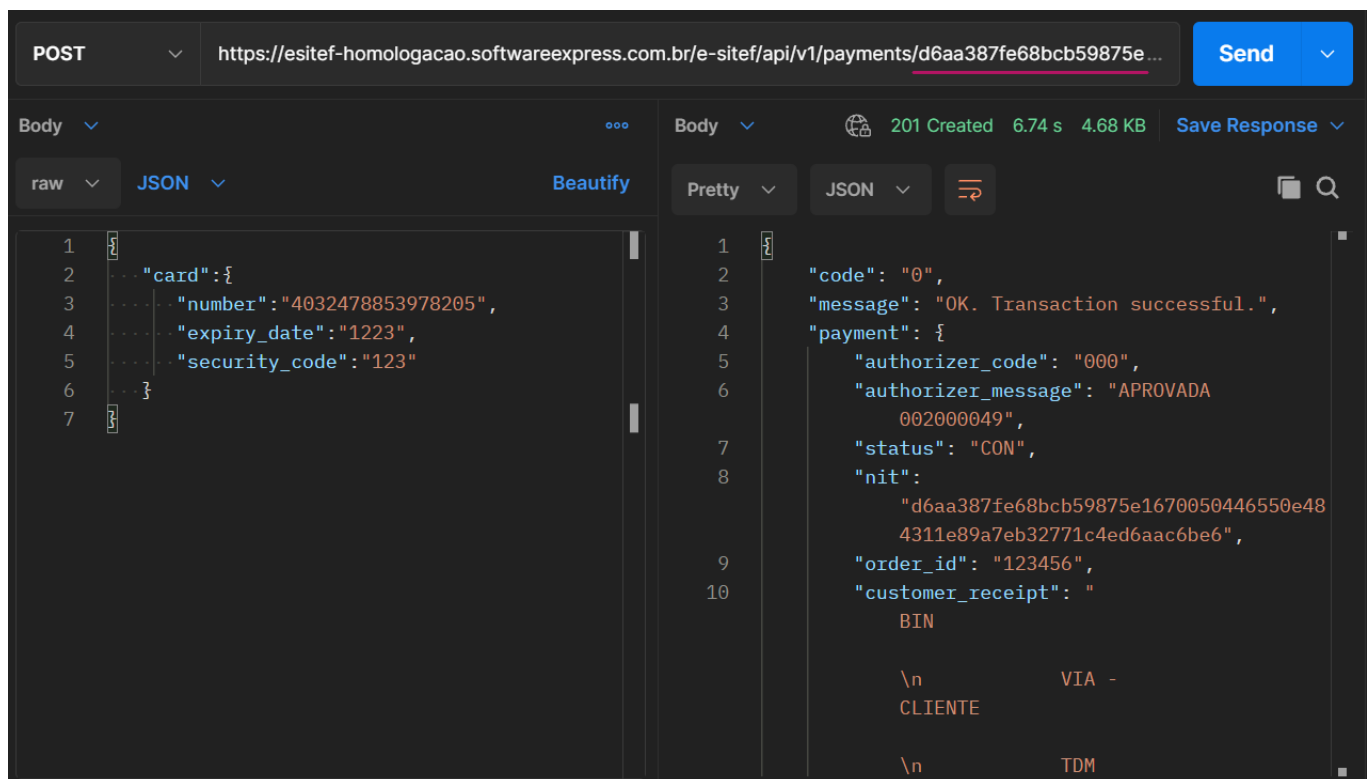 POST https://esitef-homologacao.softwareexpress.com.br/e-sitef/api/v1/payments/d6aa387fe68bcb59875e... Send
Body ooo
raw JSON Beautify
1 {
2 "card":{
3 "number":"4032478853978205",
4 "expiry_date":"1223",
5 "security_code":"123"
6 }
7 }
Body 201 Created 6.74 s 4.68 KB Save Response
Pretty JSON
1 {
2 "code": "0",
3 "message": "OK. Transaction successful.",
4 "payment": {
5 "authorizer_code": "000",
6 "authorizer_message": "APROVADA
002000049",
7 "status": "CON",
8 "nit":
"d6aa387fe68bcb59875e1670050446550e48
4311e89a7eb32771c4ed6aac6be6",
9 "order_id": "123456",
10 "customer_receipt": "
BIN
\n VIA -
CLIENTE
\n TDM